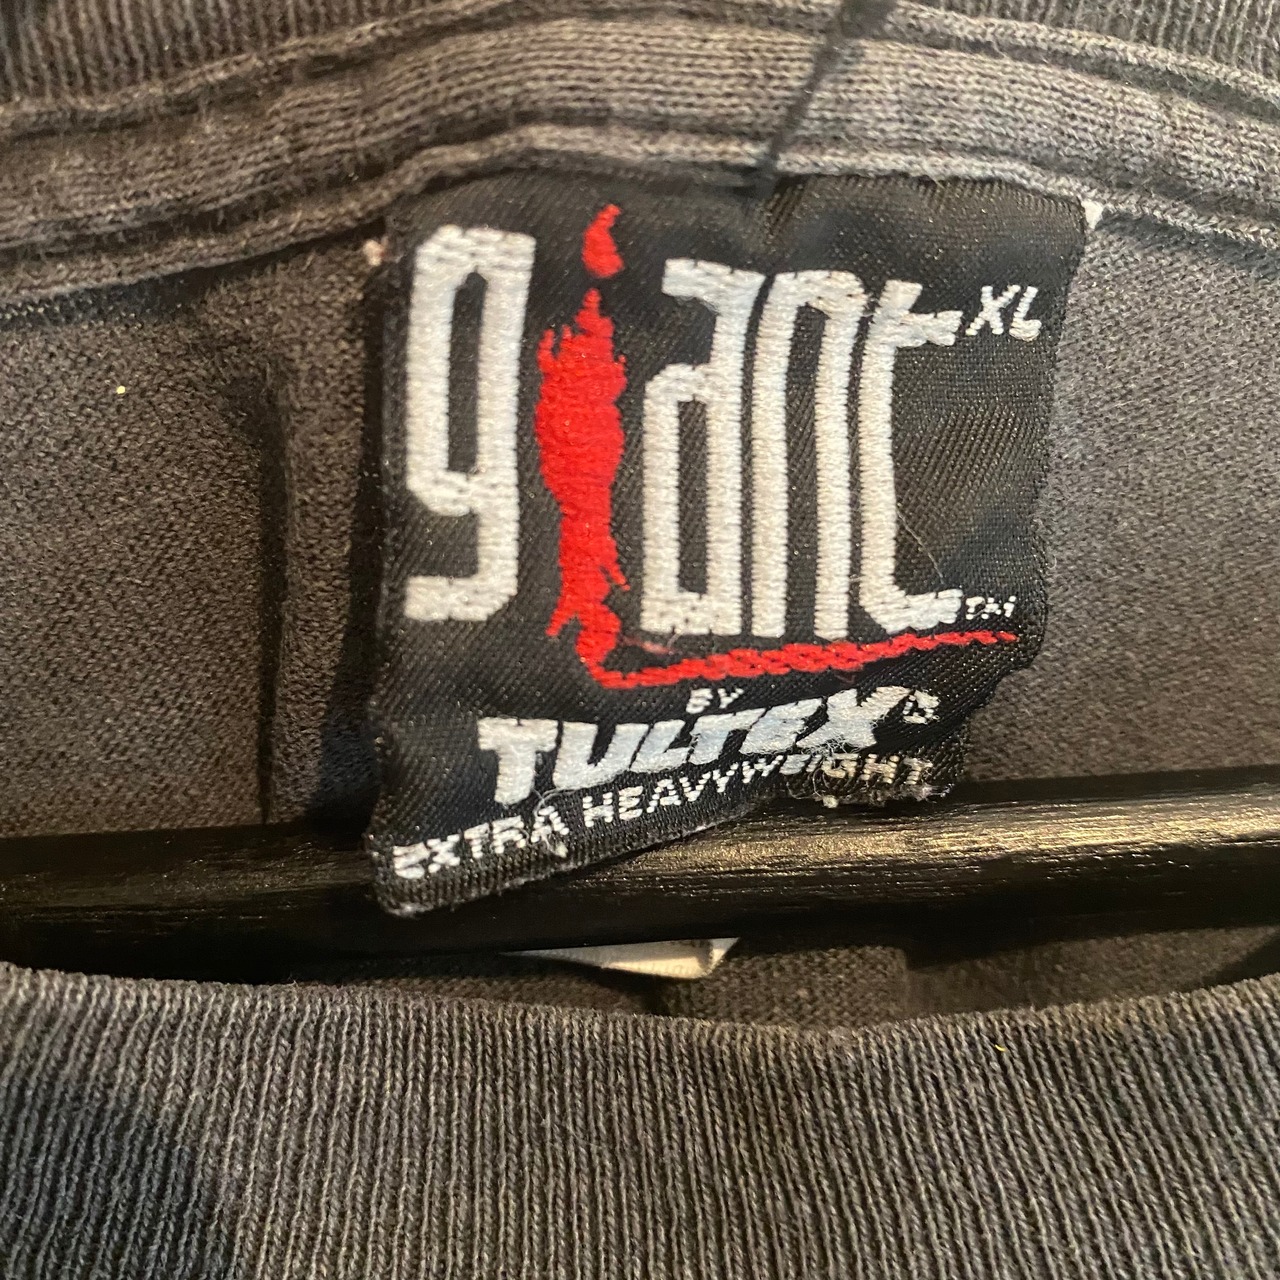 giant XL
TM
BY
TULTEX®
EXTRA HEAVYWEIGHT